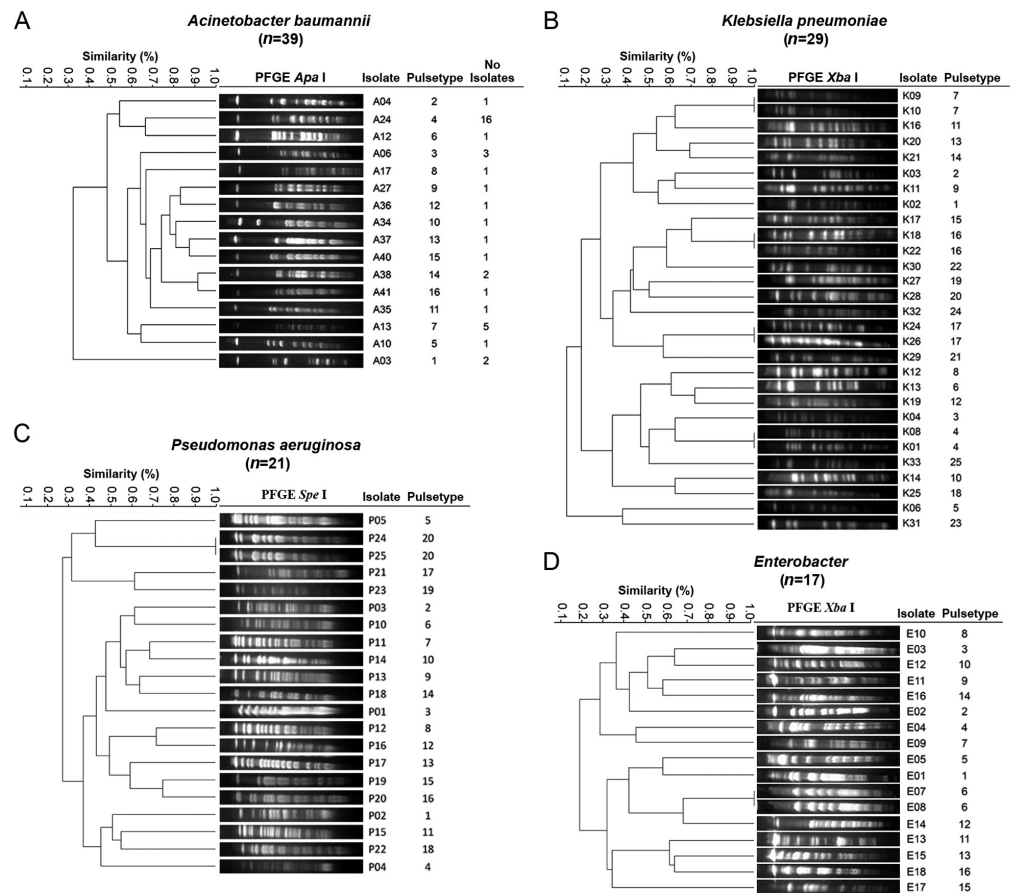 A
Acinetobacter baumannii
(n=39)
Similarity (%)
0.1 0.2 0.3 0.4 0.5 0.6 0.7 0.8 0.9 1.0
PFGE Apa I Isolate Pulsetype No Isolates
A04 2 1
A24 4 16
A12 6 1
A06 3 3
A17 8 1
A27 9 1
A36 12 1
A34 10 1
A37 13 1
A40 15 1
A38 14 2
A41 16 1
A35 11 1
A13 7 5
A10 5 1
A03 1 2
B
Klebsiella pneumoniae
(n=29)
Similarity (%)
0.1 0.2 0.3 0.4 0.5 0.6 0.7 0.8 0.9 1.0
PFGE Xba I Isolate Pulsetype
K09 7
K10 7
K16 11
K20 13
K21 14
K03 2
K11 9
K02 1
K17 15
K18 16
K22 16
K30 22
K27 19
K28 20
K32 24
K24 17
K26 17
K29 21
K12 8
K13 6
K19 12
K04 3
K08 4
K01 4
K33 25
K14 10
K25 18
K06 5
K31 23
C
Pseudomonas aeruginosa
(n=21)
Similarity (%)
0.1 0.2 0.3 0.4 0.5 0.6 0.7 0.8 0.9 1.0
PFGE Spe I Isolate Pulsetype
P05 5
P24 20
P25 20
P21 17
P23 19
P03 2
P10 6
P11 7
P14 10
P13 9
P18 14
P01 3
P12 8
P16 12
P17 13
P19 15
P20 16
P02 1
P15 11
P22 18
P04 4
D
Enterobacter
(n=17)
Similarity (%)
0.1 0.2 0.3 0.4 0.5 0.6 0.7 0.8 0.9 1.0
PFGE Xba I Isolate Pulsetype
E10 8
E03 3
E12 10
E11 9
E16 14
E02 2
E04 4
E09 7
E05 5
E01 1
E07 6
E08 6
E14 12
E13 11
E15 13
E18 16
E17 15